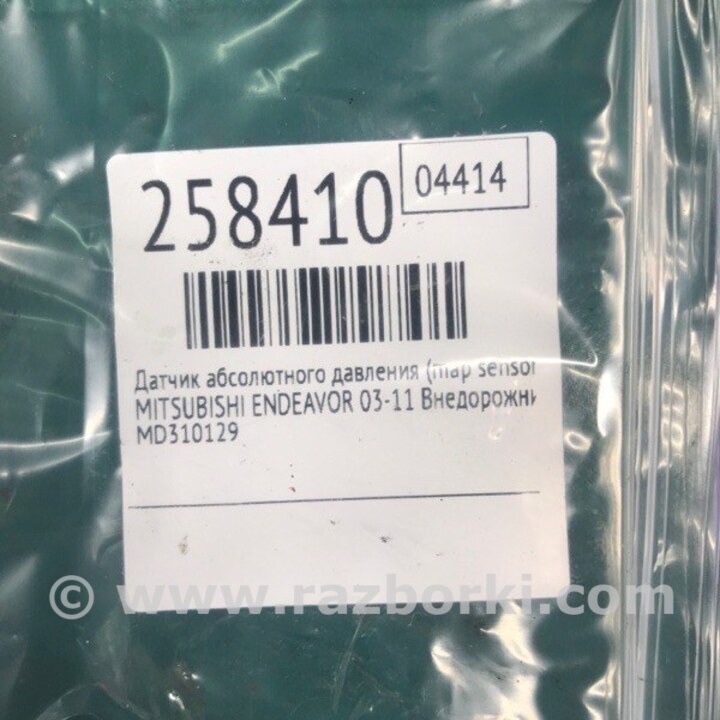 258410
04414
Датчик абсолютного давления (map sensor
MITSUBISHI ENDEAVOR 03-11 Внедорожни
MD310129
© www.razborki.com